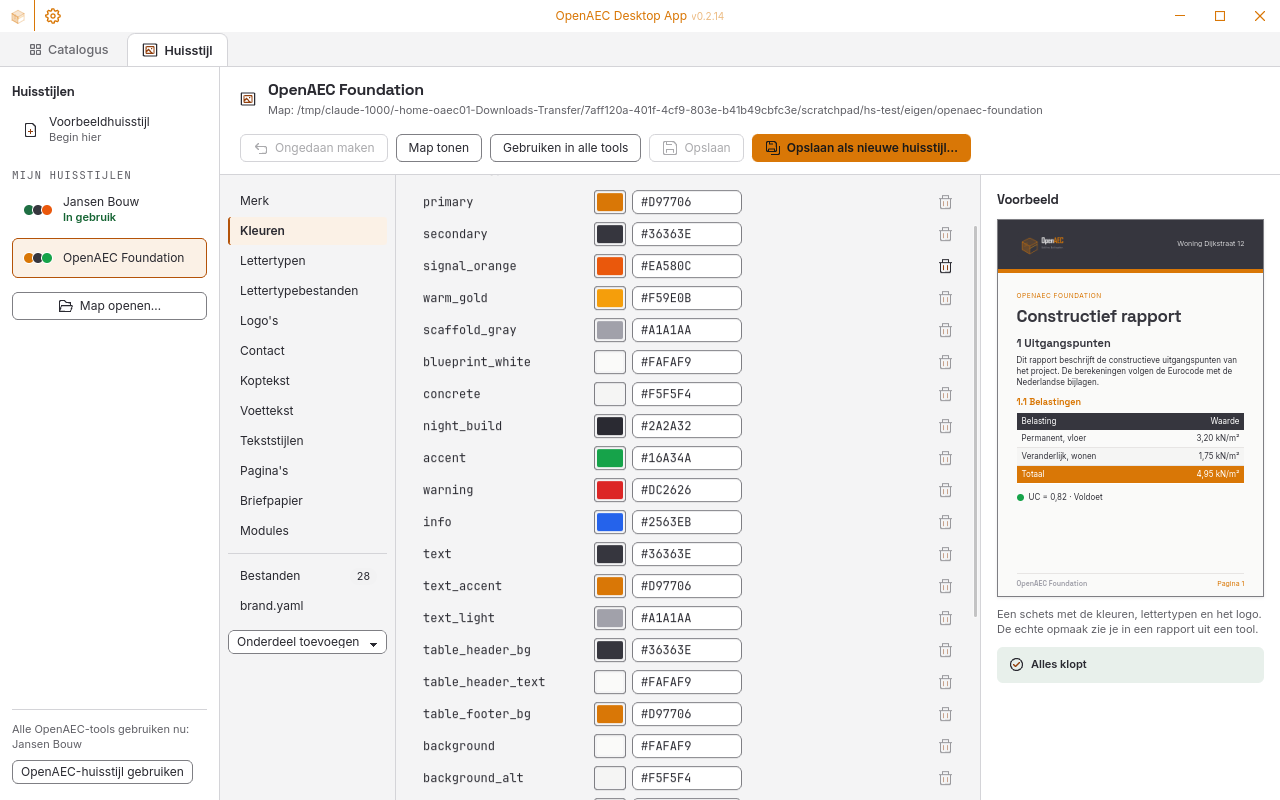 OpenAEC Desktop App v0.2.14
Catalogus
Huisstijl
Huisstijlen
Voorbeeldhuisstijl
Begin hier
MIJN HUISSTIJLEN
Jansen Bouw
In gebruik
OpenAEC Foundation
Map openen...
Alle OpenAEC-tools gebruiken nu:
Jansen Bouw
OpenAEC-huisstijl gebruiken
OpenAEC Foundation
Map: /tmp/claude-1000/-home-oaec01-Downloads-Transfer/7aff120a-401f-4cf9-803e-b41b49cbfc3e/scratchpad/hs-test/eigen/openaec-foundation
Ongedaan maken
Map tonen
Gebruiken in alle tools
Opslaan
Opslaan als nieuwe huisstijl...
Merk
Kleuren
Lettertypen
Lettertypebestanden
Logo's
Contact
Koptekst
Voettekst
Tekststijlen
Pagina's
Briefpapier
Modules
Bestanden 28
brand.yaml
Onderdeel toevoegen
primary #D97706
secondary #36363E
signal_orange #EA580C
warm_gold #F59E0B
scaffold_gray #A1A1AA
blueprint_white #FAFAF9
concrete #F5F5F4
night_build #2A2A32
accent #16A34A
warning #DC2626
info #2563EB
text #36363E
text_accent #D97706
text_light #A1A1AA
table_header_bg #36363E
table_header_text #FAFAF9
table_footer_bg #D97706
background #FAFAF9
background_alt #F5F5F4
Voorbeeld
OpenAEC
Woning Dijkstraat 12
OPENAEC FOUNDATION
Constructief rapport
1 Uitgangspunten
Dit rapport beschrijft de constructieve uitgangspunten van
het project. De berekeningen volgen de Eurocode met de
Nederlandse bijlagen.
1.1 Belastingen
Belasting Waarde
Permanent, vloer 3,20 kN/m²
Veranderlijk, wonen 1,75 kN/m²
Totaal 4,95 kN/m²
UC = 0,82 · Voldoet
OpenAEC Foundation Pagina 1
Een schets met de kleuren, lettertypen en het logo.
De echte opmaak zie je in een rapport uit een tool.
Alles klopt